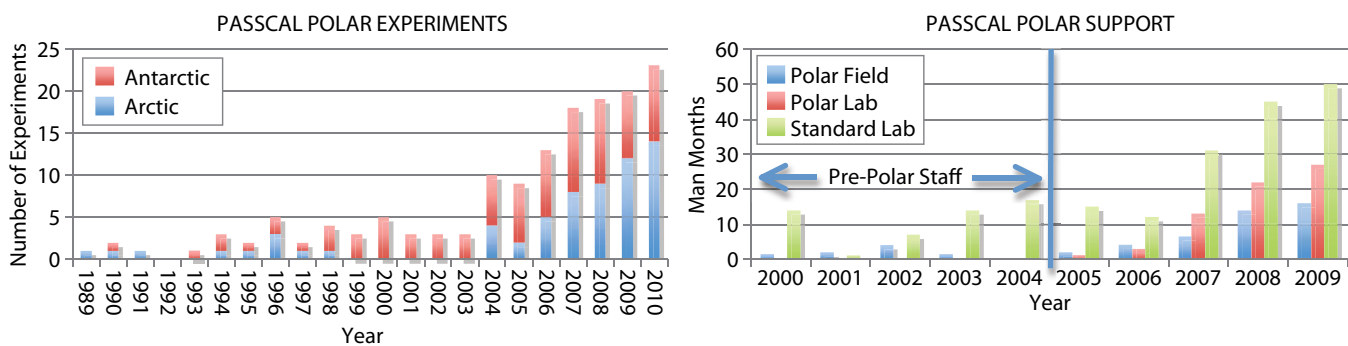 PASSCAL POLAR EXPERIMENTS
Number of Experiments
25
20
15
10
5
0
Antarctic
Arctic
1989 1990 1991 1992 1993 1994 1995 1996 1997 1998 1999 2000 2001 2002 2003 2004 2005 2006 2007 2008 2009 2010
Year
PASSCAL POLAR SUPPORT
Man Months
60
50
40
30
20
10
0
Polar Field
Polar Lab
Standard Lab
Pre-Polar Staff
2000 2001 2002 2003 2004 2005 2006 2007 2008 2009
Year